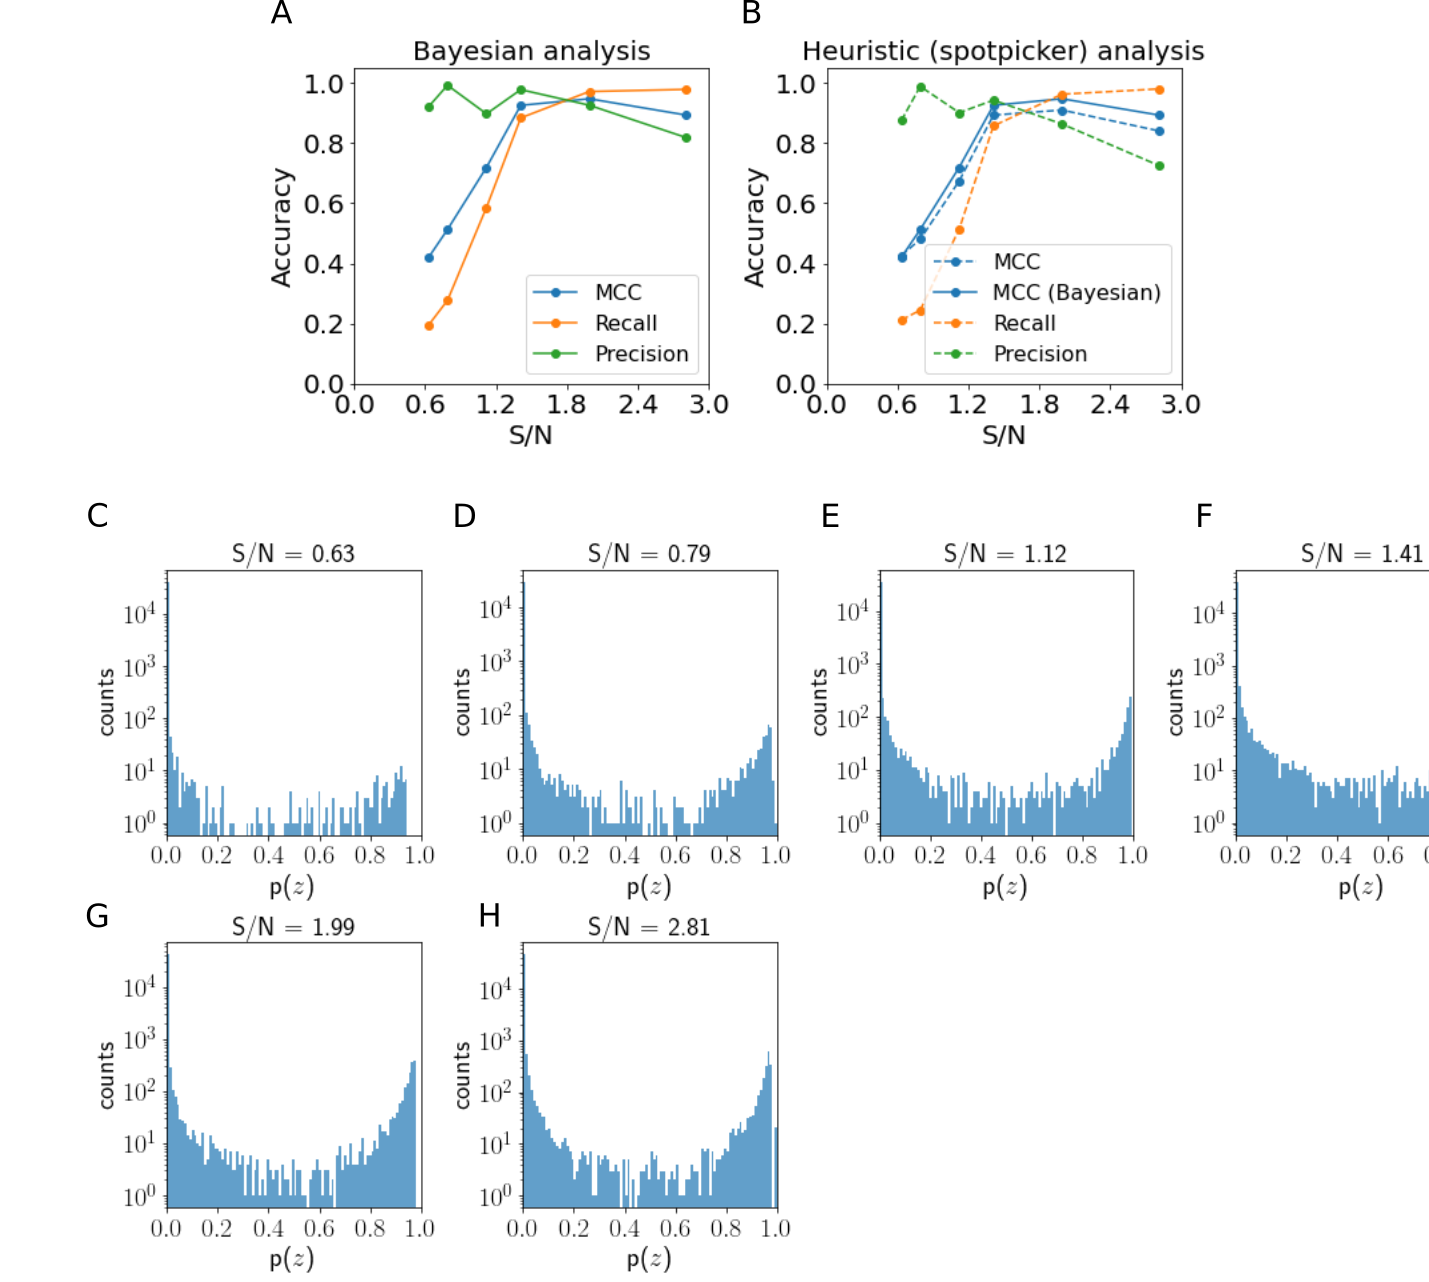 A
B
Bayesian analysis
Heuristic (spotpicker) analysis
1.0
0.8
0.6
0.4
0.2
0.0
Accuracy
0.0 0.6 1.2 1.8 2.4 3.0
S/N
MCC
Recall
Precision
1.0
0.8
0.6
0.4
0.2
0.0
Accuracy
0.0 0.6 1.2 1.8 2.4 3.0
S/N
MCC
MCC (Bayesian)
Recall
Precision
C
S/N = 0.63
10^4
10^3
10^2
10^1
10^0
counts
0.0 0.2 0.4 0.6 0.8 1.0
p(z)
D
S/N = 0.79
10^4
10^3
10^2
10^1
10^0
counts
0.0 0.2 0.4 0.6 0.8 1.0
p(z)
E
S/N = 1.12
10^4
10^3
10^2
10^1
10^0
counts
0.0 0.2 0.4 0.6 0.8 1.0
p(z)
F
S/N = 1.41
10^4
10^3
10^2
10^1
10^0
counts
0.0 0.2 0.4 0.6
p(z)
G
S/N = 1.99
10^4
10^3
10^2
10^1
10^0
counts
0.0 0.2 0.4 0.6 0.8 1.0
p(z)
H
S/N = 2.81
10^4
10^3
10^2
10^1
10^0
counts
0.0 0.2 0.4 0.6 0.8 1.0
p(z)